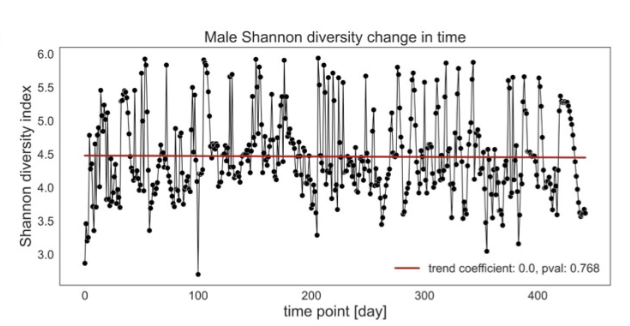 Male Shannon diversity change in time
Shannon diversity index
6.0
5.5
5.0
4.5
4.0
3.5
3.0
trend coefficient: 0.0, pval: 0.768
0 100 200 300 400
time point [day]